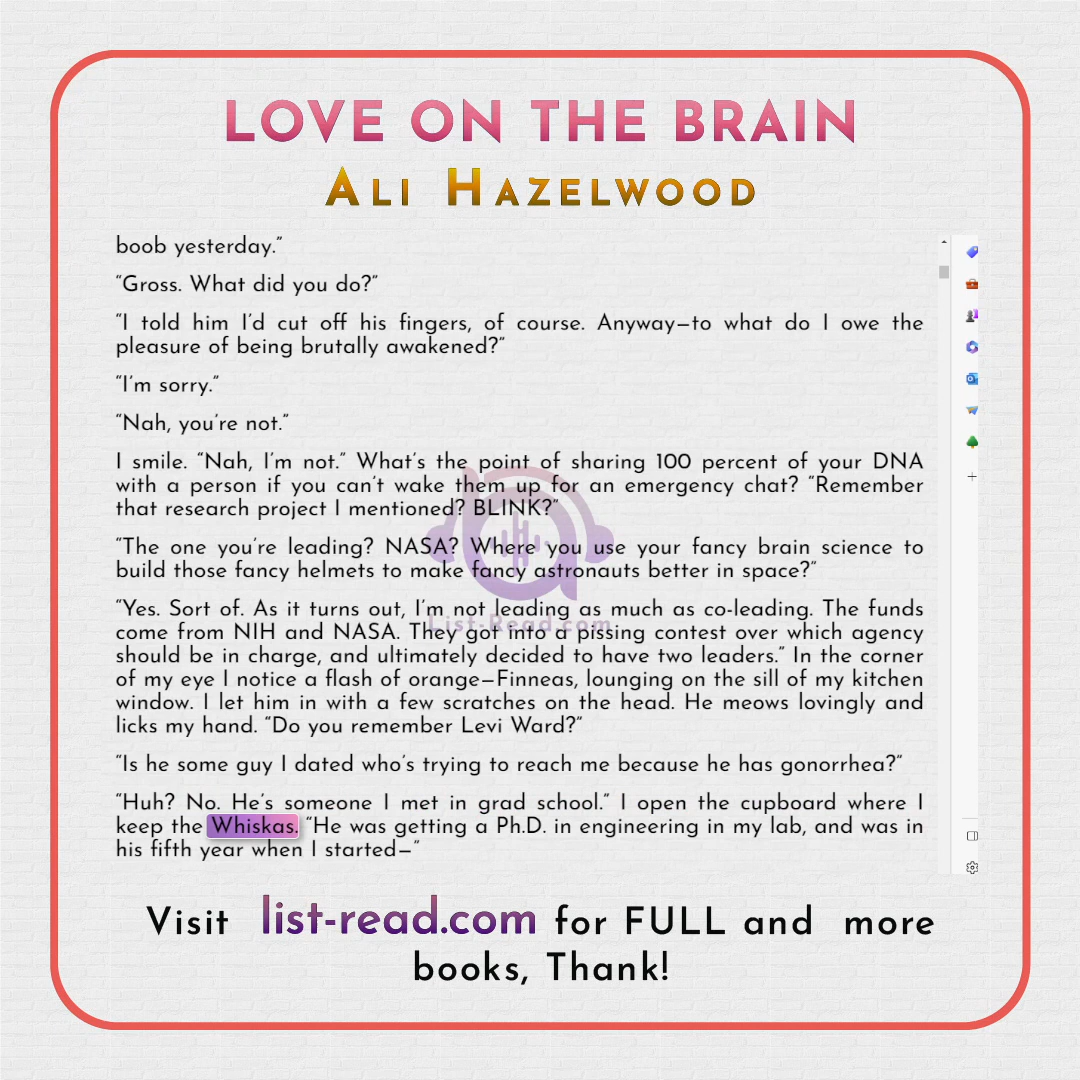 LOVE ON THE BRAIN
ALI HAZELWOOD
boob yesterday.”
“Gross. What did you do?”
“I told him I’d cut off his fingers, of course. Anyway—to what do I owe the
pleasure of being brutally awakened?”
“I’m sorry.”
“Nah, you’re not.”
I smile. “Nah, I’m not.” What’s the point of sharing 100 percent of your DNA
with a person if you can’t wake them up for an emergency chat? “Remember
that research project I mentioned? BLINK?”
“The one you’re leading? NASA? Where you use your fancy brain science to
build those fancy helmets to make fancy astronauts better in space?”
“Yes. Sort of. As it turns out, I’m not leading as much as co-leading. The funds
List-Read.com
come from NIH and NASA. They got into a pissing contest over which agency
should be in charge, and ultimately decided to have two leaders.” In the corner
of my eye I notice a flash of orange—Finneas, lounging on the sill of my kitchen
window. I let him in with a few scratches on the head. He meows lovingly and
licks my hand. “Do you remember Levi Ward?”
“Is he some guy I dated who’s trying to reach me because he has gonorrhea?”
“Huh? No. He’s someone I met in grad school.” I open the cupboard where I
keep the Whiskas. “He was getting a Ph.D. in engineering in my lab, and was in
his fifth year when I started—“
Visit list-read.com for FULL and more
books, Thank!